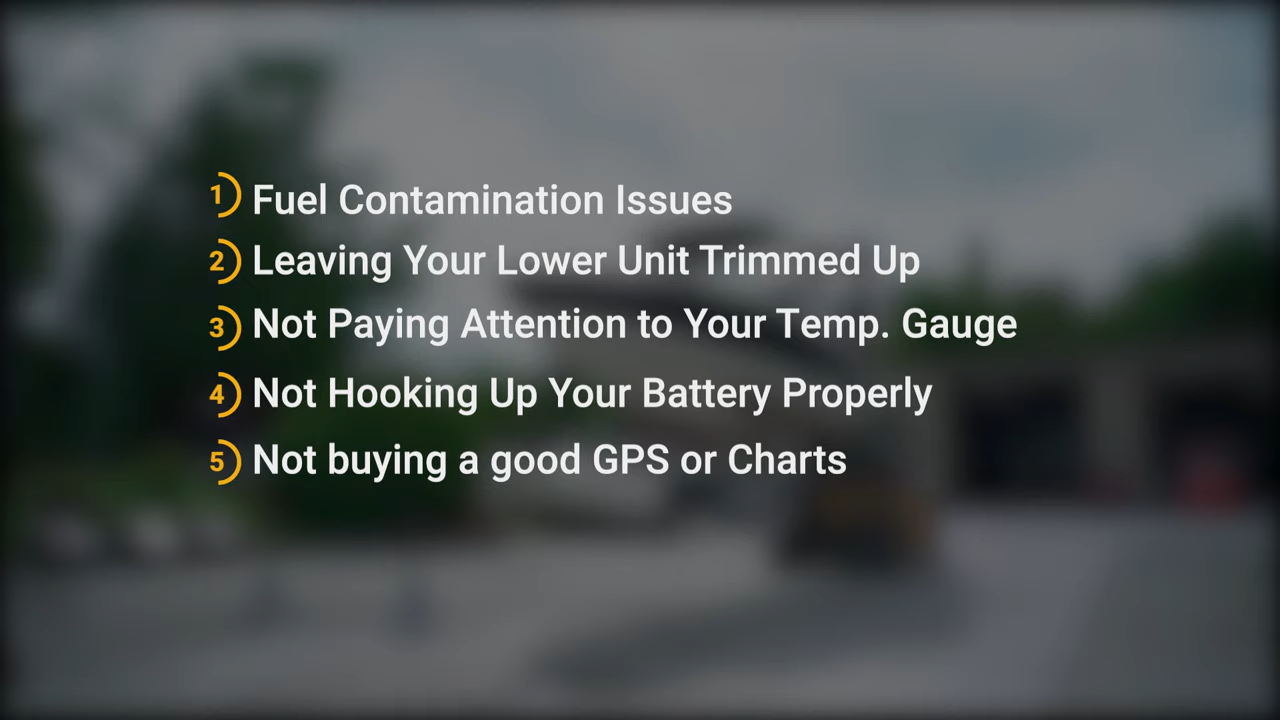 1 Fuel Contamination Issues
2 Leaving Your Lower Unit Trimmed Up
3 Not Paying Attention to Your Temp. Gauge
4 Not Hooking Up Your Battery Properly
5 Not buying a good GPS or Charts